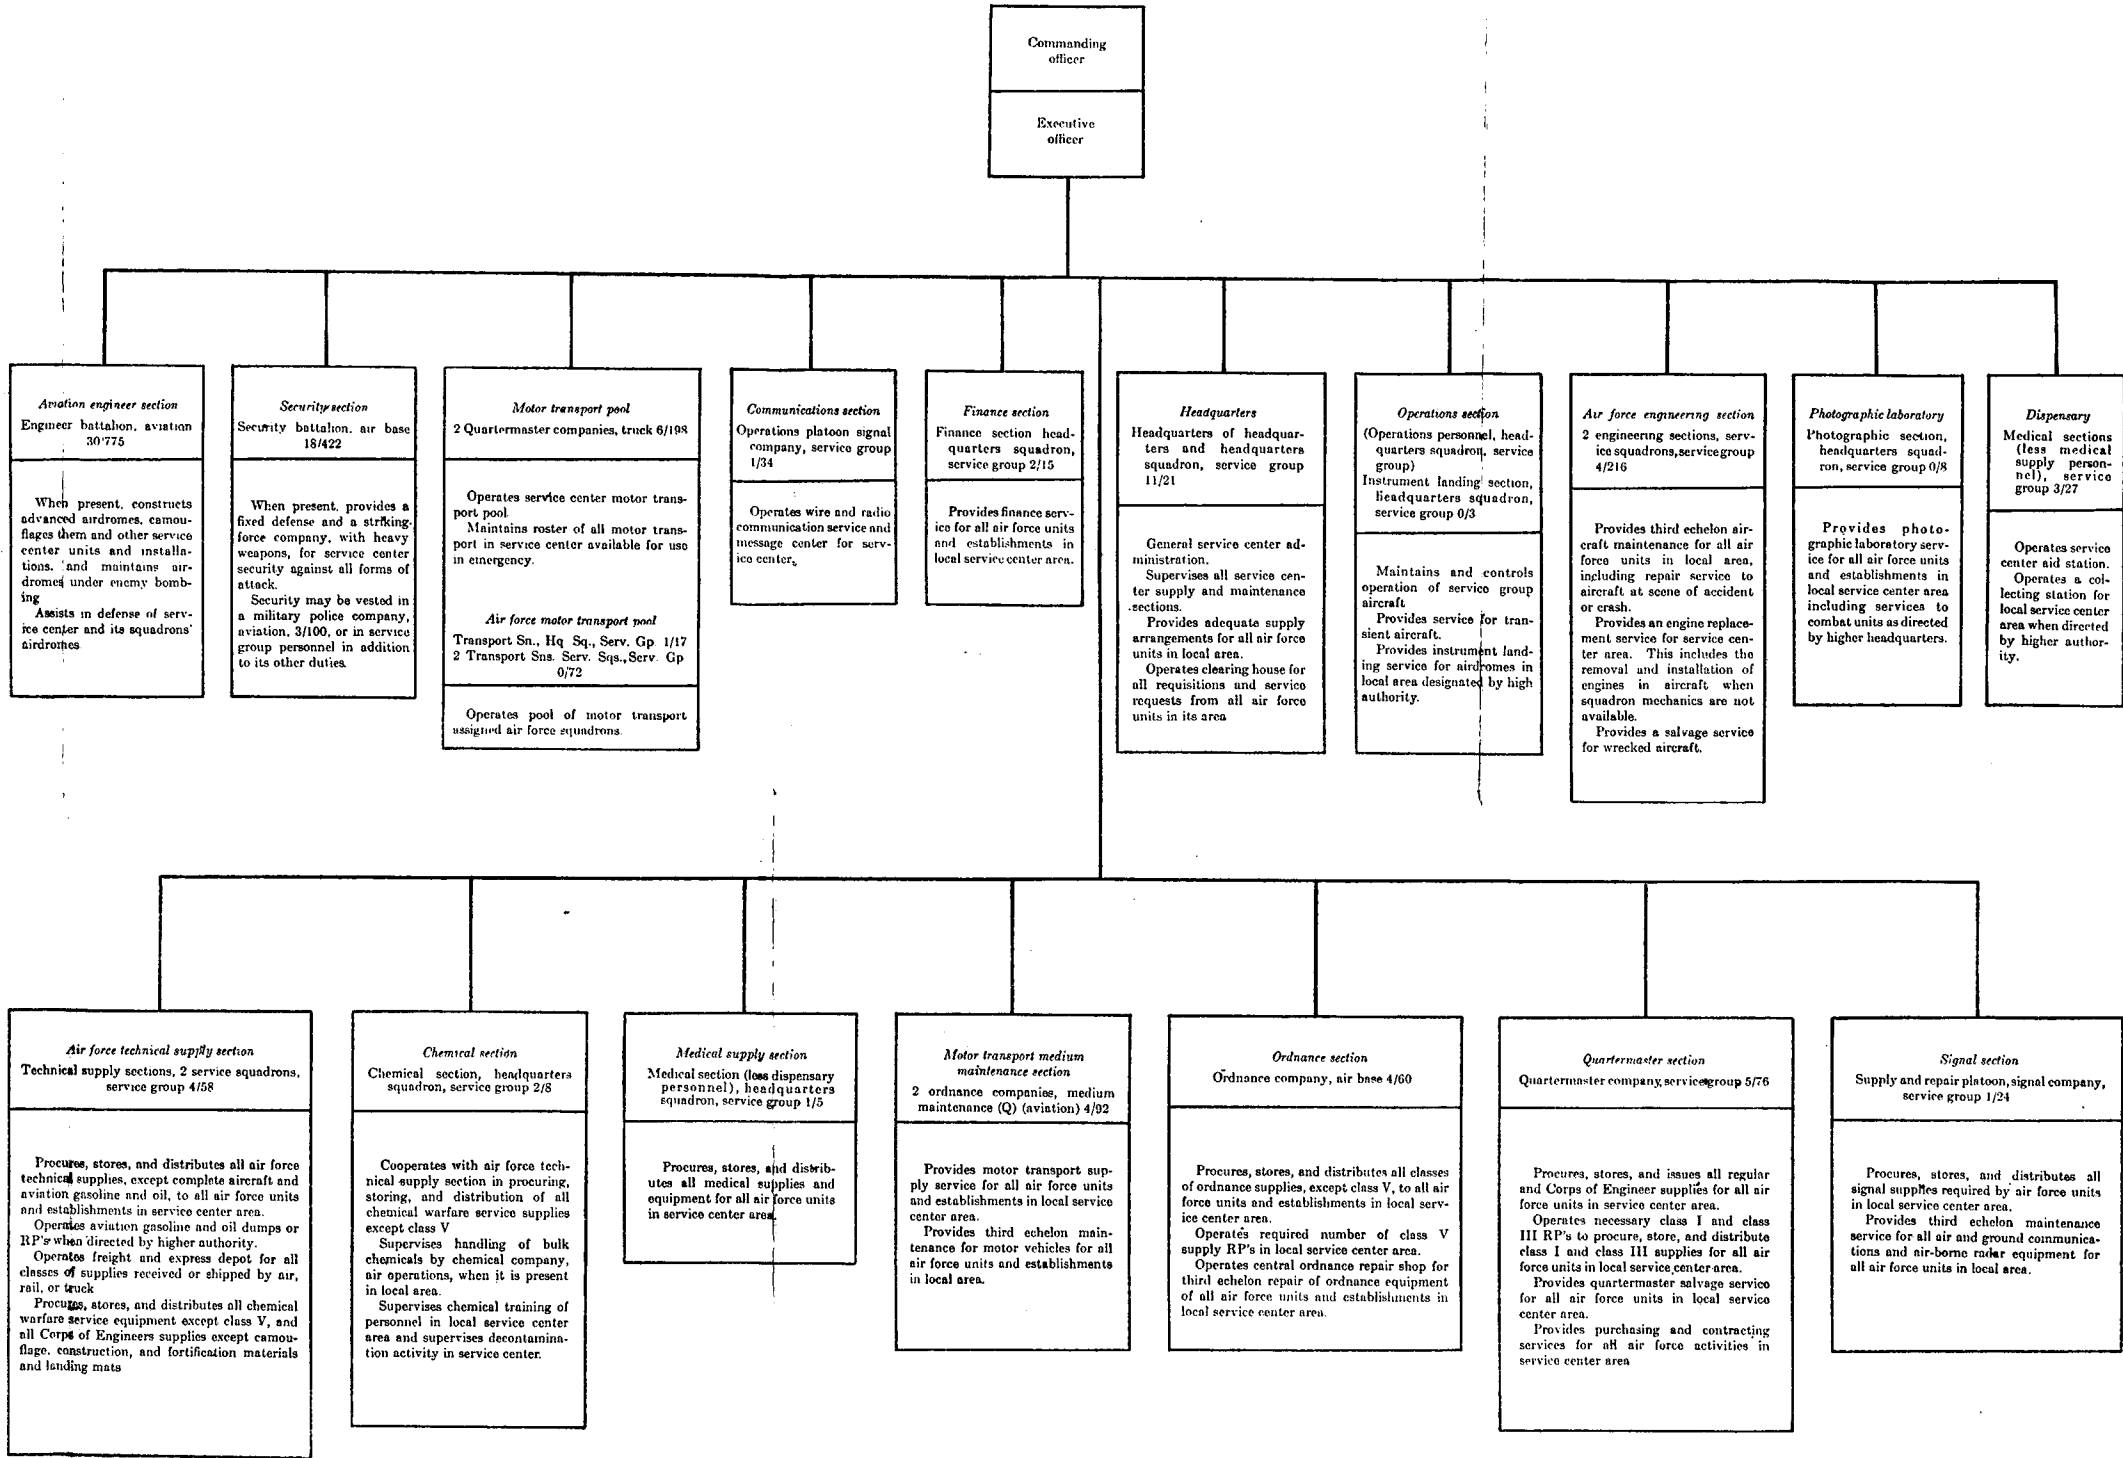 Commanding
officer
Executive
officer
Aviation engineer section
Engineer battalion, aviation
30/775
When present, constructs
advanced airdromes, camou-
flages them and other service
center units and installa-
tions, and maintains air-
dromes under enemy bomb-
ing
Assists in defense of serv-
ice center and its squadrons'
airdromes
Security section
Security battalion, air base
18/422
When present, provides a
fixed defense and a striking-
force company, with heavy
weapons, for service center
security against all forms of
attack.
Security may be vested in
a military police company,
aviation, 3/100, or in service
group personnel in addition
to its other duties.
Motor transport pool
2 Quartermaster companies, truck 6/198
Operates service center motor trans-
port pool.
Maintains roster of all motor trans-
port in service center available for use
in emergency.
Air force motor transport pool
Transport Sn., Hq Sq., Serv. Gp 1/17
2 Transport Sns. Serv. Sqs., Serv. Gp
0/72
Operates pool of motor transport
assigned air force squadrons.
Communications section
Operations platoon signal
company, service group
1/34
Operates wire and radio
communication service and
message center for serv-
ice center.
Finance section
Finance section head-
quarters squadron,
service group 2/15
Provides finance serv-
ice for all air force units
and establishments in
local service center area.
Headquarters
Headquarters of headquar-
ters and headquarters
squadron, service group
11/21
General service center ad-
ministration.
Supervises all service cen-
ter supply and maintenance
sections.
Provides adequate supply
arrangements for all air force
units in local area.
Operates clearing house for
all requisitions and service
requests from all air force
units in its area
Operations section
(Operations personnel, head-
quarters squadron, service
group)
Instrument landing section,
headquarters squadron,
service group 0/3
Maintains and controls
operation of service group
aircraft
Provides service for tran-
sient aircraft.
Provides instrument land-
ing service for airdromes in
local area designated by high
authority.
Air force engineering section
2 engineering sections, serv-
ice squadrons, service group
4/216
Provides third echelon air-
craft maintenance for all air
force units in local area,
including repair service to
aircraft at scene of accident
or crash.
Provides an engine replace-
ment service for service cen-
ter area. This includes the
removal and installation of
engines in aircraft when
squadron mechanics are not
available.
Provides a salvage service
for wrecked aircraft.
Photographic laboratory
Photographic section,
headquarters squad-
ron, service group 0/8
Provides photo-
graphic laboratory serv-
ice for all air force units
and establishments in
local service center area
including services to
combat units as directed
by higher headquarters.
Dispensary
Medical sections
(less medical
supply person-
nel), service
group 3/27
Operates service
center aid station.
Operates a col-
lecting station for
local service center
area when directed
by higher author-
ity.
Air force technical supply section
Technical supply sections, 2 service squadrons,
service group 4/58
Procures, stores, and distributes all air force
technical supplies, except complete aircraft and
aviation gasoline and oil, to all air force units
and establishments in service center area.
Operates aviation gasoline and oil dumps or
RP's when directed by higher authority.
Operates freight and express depot for all
classes of supplies received or shipped by air,
rail, or truck
Procures, stores, and distributes all chemical
warfare service equipment except class V, and
all Corps of Engineers supplies except camou-
flage, construction, and fortification materials
and landing mats
Chemical section
Chemical section, headquarters
squadron, service group 2/8
Cooperates with air force tech-
nical supply section in procuring,
storing, and distribution of all
chemical warfare service supplies
except class V
Supervises handling of bulk
chemicals by chemical company,
air operations, when it is present
in local area.
Supervises chemical training of
personnel in local service center
area and supervises decontamina-
tion activity in service center.
Medical supply section
Medical section (less dispensary
personnel), headquarters
squadron, service group 1/5
Procures, stores, and distrib-
utes all medical supplies and
equipment for all air force units
in service center area.
Motor transport medium
maintenance section
2 ordnance companies, medium
maintenance (Q) (aviation) 4/92
Provides motor transport sup-
ply service for all air force units
and establishments in local service
center area.
Provides third echelon main-
tenance for motor vehicles for all
air force units and establishments
in local area.
Ordnance section
Ordnance company, air base 4/60
Procures, stores, and distributes all classes
of ordnance supplies, except class V, to all air
force units and establishments in local serv-
ice center area.
Operates required number of class V
supply RP's in local service center area.
Operates central ordnance repair shop for
third echelon repair of ordnance equipment
of all air force units and establishments in
local service center area.
Quartermaster section
Quartermaster company, service group 5/76
Procures, stores, and issues all regular
and Corps of Engineer supplies for all air
force units in service center area.
Operates necessary class I and class
III RP's to procure, store, and distribute
class I and class III supplies for all air
force units in local service center area.
Provides quartermaster salvage service
for all air force units in local service
center area.
Provides purchasing and contracting
services for all air force activities in
service center area
Signal section
Supply and repair platoon, signal company,
service group 1/24
Procures, stores, and distributes all
signal supplies required by air force units
in local service center area.
Provides third echelon maintenance
service for all air and ground communica-
tions and air-borne radar equipment for
all air force units in local area.